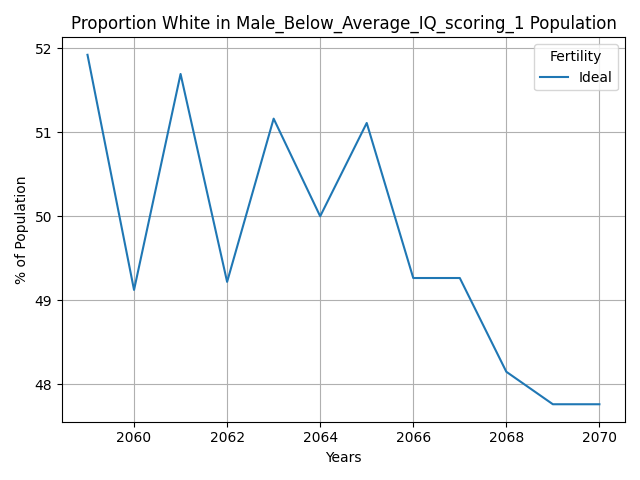 Proportion White in Male_Below_Average_IQ_scoring_1 Population
52
51
50
49
48
% of Population
Fertility
Ideal
2060 2062 2064 2066 2068 2070
Years